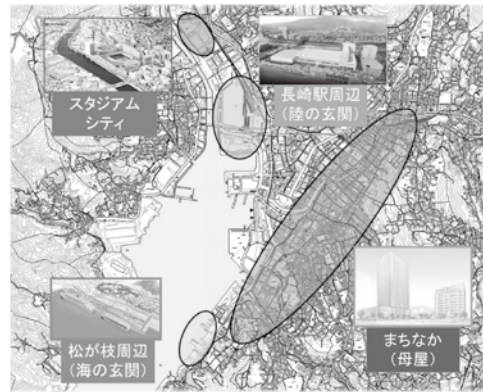 スタジアム
シティ
長崎駅周辺
(陸の玄関)
松が枝周辺
(海の玄関)
まちなか
(母屋)